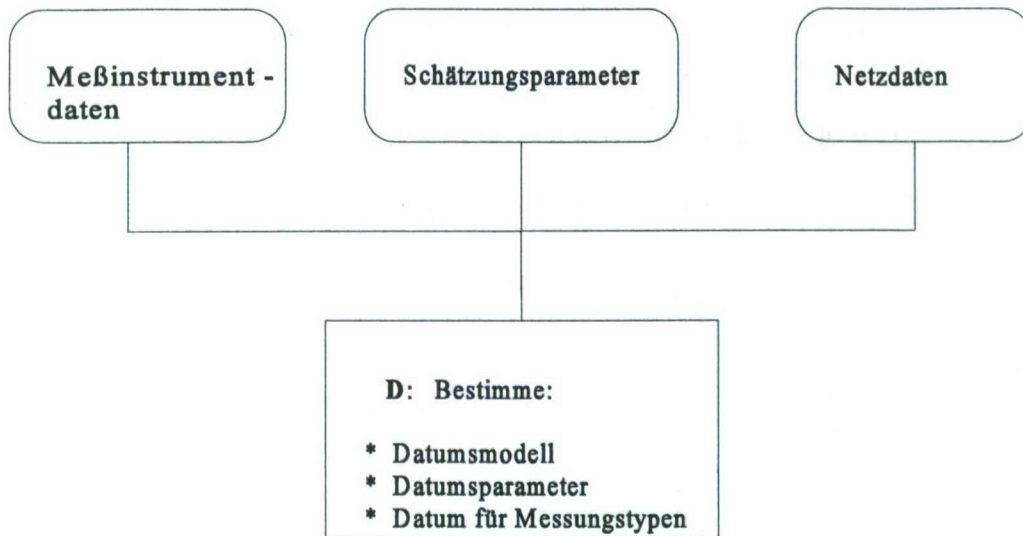 Meßinstrument -
daten
Schätzungsparameter
Netzdaten
D: Bestimme:
* Datumsmodell
* Datumsparameter
* Datum für Messungstypen